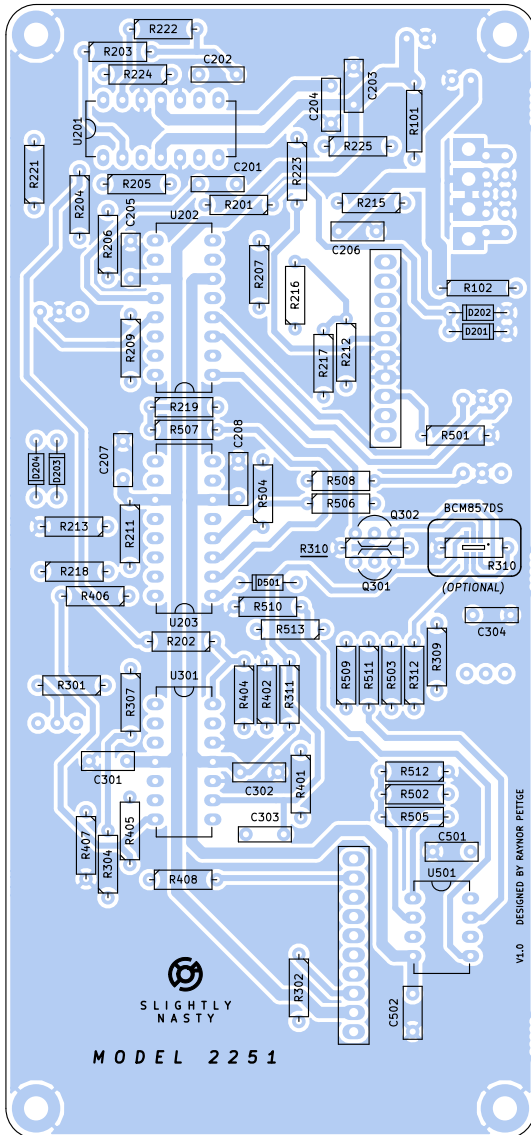 R222
R203
C202
R224
C203
C204
R101
U201
R225
R221
R223
C201
R204
R205
R201
R215
C205
U202
R206
C206
R207
R102
R216
D202
D201
R209
R217
R212
R219
R507
R501
C207
C208
D204
D203
R504
R508
R506
BCM857DS
Q302
R213
R211
R310
R310
R218
D501
Q301
(OPTIONAL)
R406
R510
U203
C304
R202
R513
R309
U301
R301
R307
R404
R402
R311
R509
R511
R503
R312
C301
C302
R401
R512
R502
R407
R405
C303
R505
R304
C501
R408
U501
V1.0 DESIGNED BY RAYNOR PETTGE
R302
C502
SLIGHTLY
NASTY
MODEL 2251